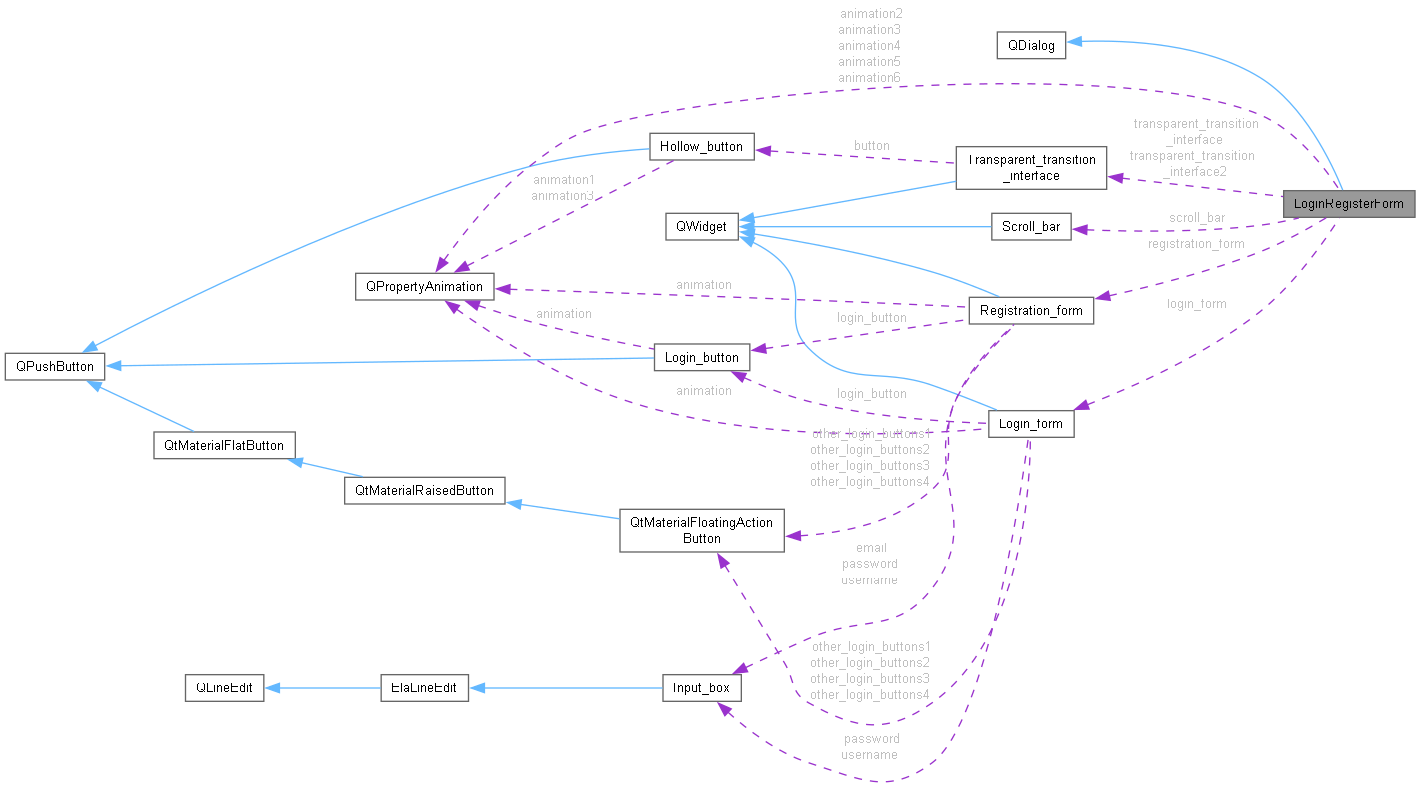 animation2
animation3
animation4
animation5
animation6
QDialog
transparent_transition
_interface
transparent_transition
_interface2
Hollow_button
button
Transparent_transition
_interface
animation1
animation3
LoginRegisterForm
QWidget
Scroll_bar
scroll_bar
registration_form
QPropertyAnimation
animation
Registration_form
login_form
animation
login_button
QPushButton
Login_button
animation
login_button
Login_form
QtMaterialFlatButton
other_login_buttons1
other_login_buttons2
other_login_buttons3
other_login_buttons4
QtMaterialRaisedButton
QtMaterialFloatingAction
Button
email
password
username
other_login_buttons1
other_login_buttons2
other_login_buttons3
other_login_buttons4
QLineEdit
ElaLineEdit
Input_box
password
username